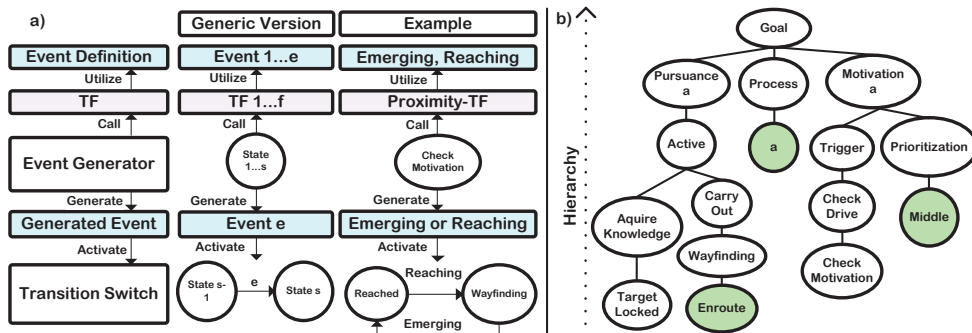 a)
Generic Version
Example
Event Definition
Event 1...e
Emerging, Reaching
Utilize
Utilize
Utilize
TF
TF 1...f
Proximity-TF
Call
Call
Call
Event Generator
State
1...s
Check
Motivation
Generate
Generate
Generate
Generated Event
Event e
Emerging or Reaching
Activate
Activate
Activate
Transition Switch
State s-
1
e
State s
Reached
Reaching
Wayfinding
Emerging
b)
Hierarchy
Goal
Pursuance
a
Process
Motivation
a
Active
a
Trigger
Prioritization
Aquire
Knowledge
Carry
Out
Check
Drive
Middle
Wayfinding
Check
Motivation
Target
Locked
Enroute